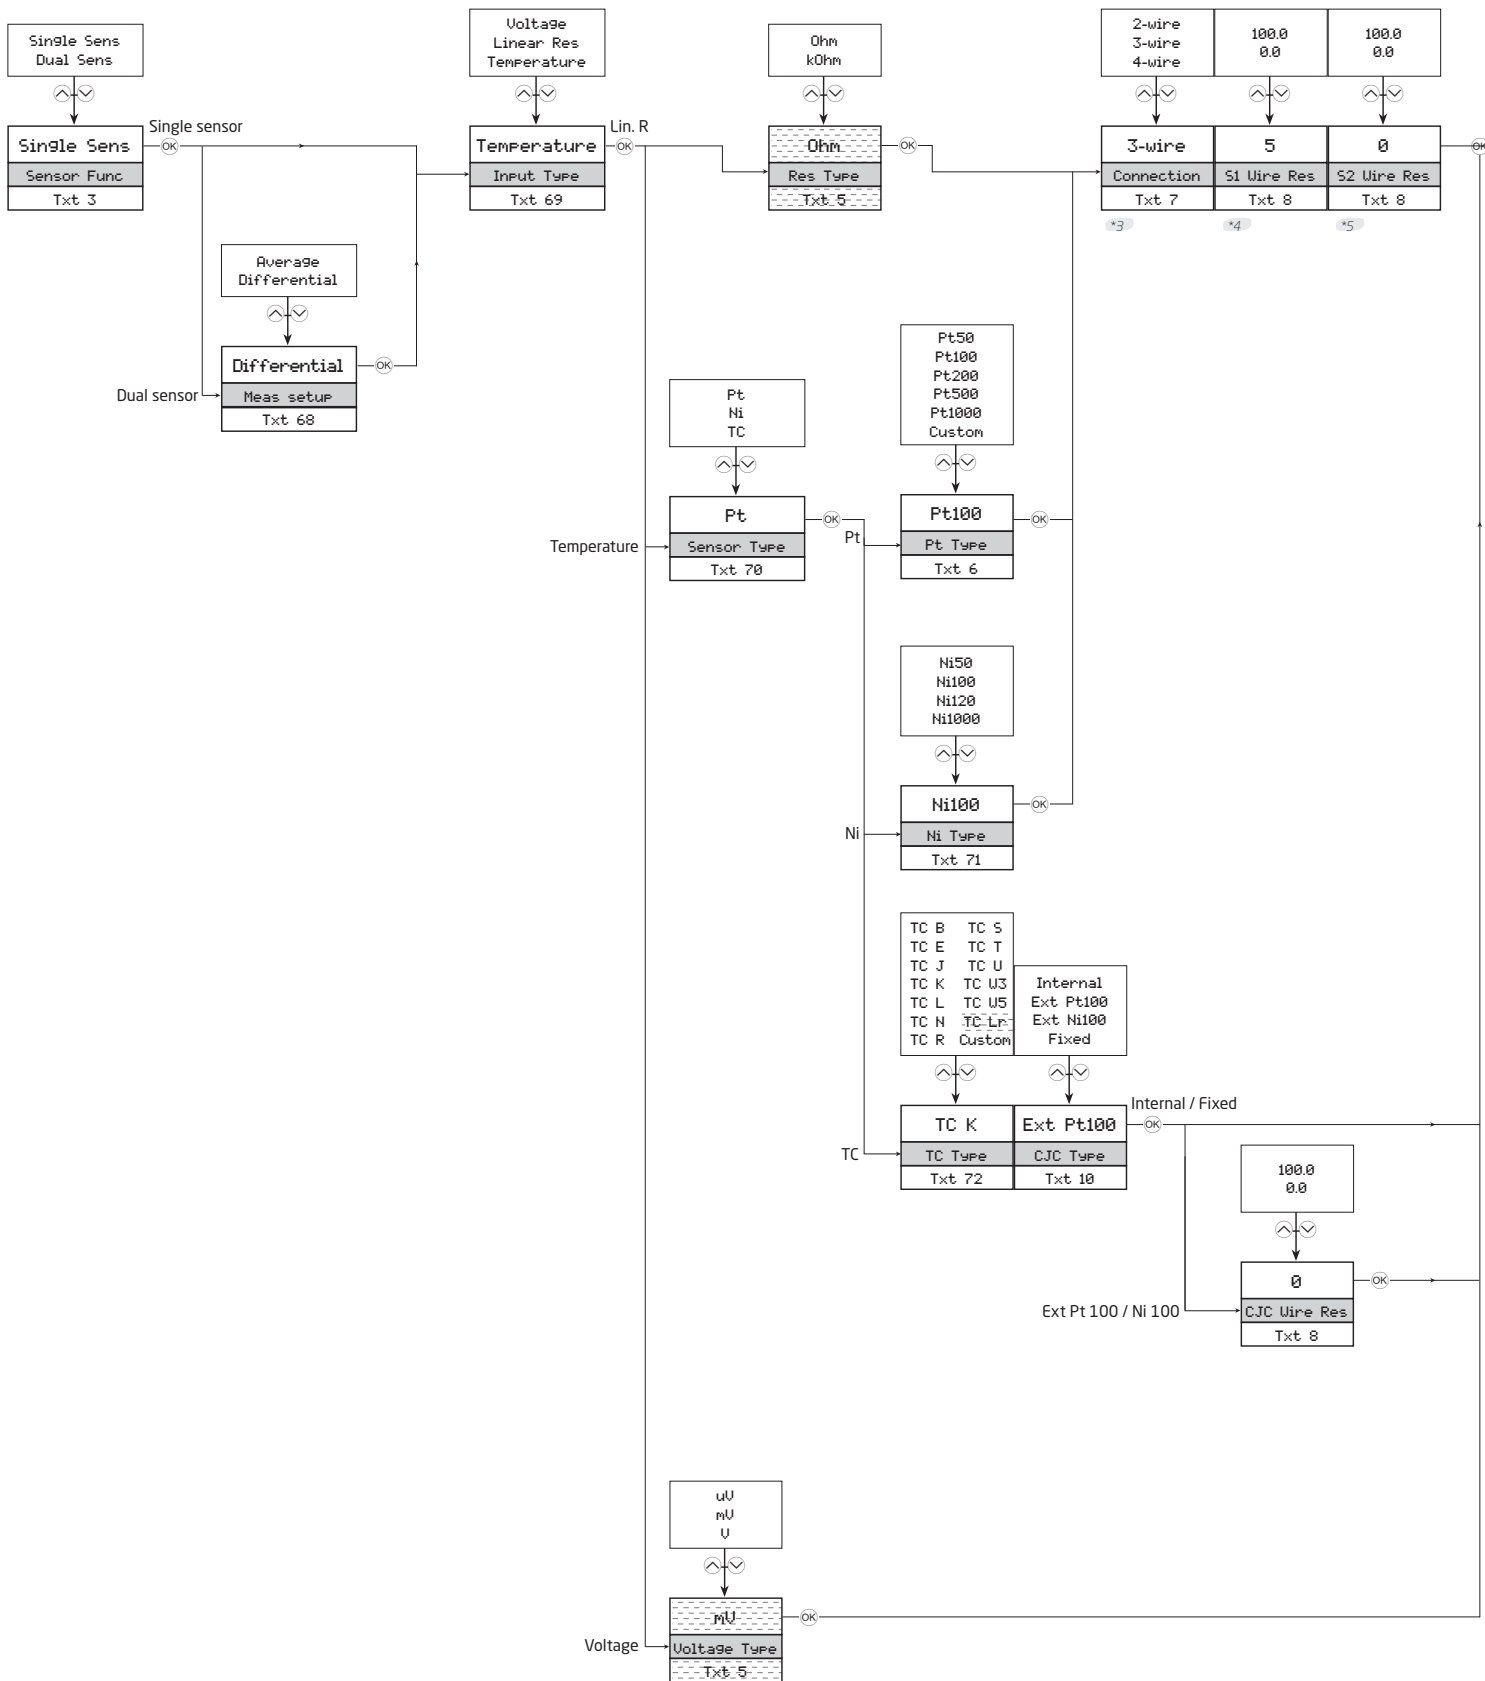 Single Sens
Dual Sens
Single Sens
Sensor Func
Txt 3
Single sensor
OK
Average
Differential
Dual sensor
Differential
Meas setup
Txt 68
OK
Voltage
Linear Res
Temperature
Temperature
Input Type
Txt 69
Lin. R
OK
Ohm
kOhm
Ohm
Res Type
Txt 5
OK
2-wire
3-wire
4-wire
3-wire
Connection
Txt 7
*3
100.0
0.0
5
S1 Wire Res
Txt 8
*4
100.0
0.0
0
S2 Wire Res
Txt 8
*5
OK
Temperature
Pt
Ni
TC
Pt
Sensor Type
Txt 70
OK
Pt
Pt50
Pt100
Pt200
Pt500
Pt1000
Custom
Pt100
Pt Type
Txt 6
OK
Ni
Ni50
Ni100
Ni120
Ni1000
Ni100
Ni Type
Txt 71
OK
TC
TC B TC S
TC E TC T
TC J TC U
TC K TC W3
TC L TC W5
TC N TC Lr
TC R Custom
TC K
TC Type
Txt 72
Internal
Ext Pt100
Ext Ni100
Fixed
Ext Pt100
CJC Type
Txt 10
Internal / Fixed
OK
Ext Pt 100 / Ni 100
100.0
0.0
0
CJC Wire Res
Txt 8
OK
Voltage
uV
mV
V
mV
Voltage Type
Txt 5
OK